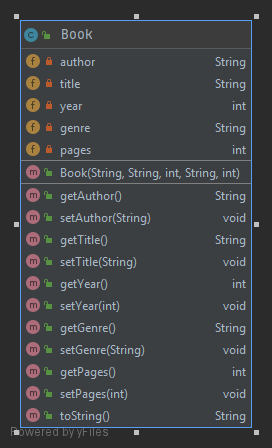 Book
author String
title String
year int
genre String
pages int
Book(String, String, int, String, int)
getAuthor() String
setAuthor(String) void
getTitle() String
setTitle(String) void
getYear() int
setYear(int) void
getGenre() String
setGenre(String) void
getPages() int
setPages(int) void
toString() String
Powered by yFiles